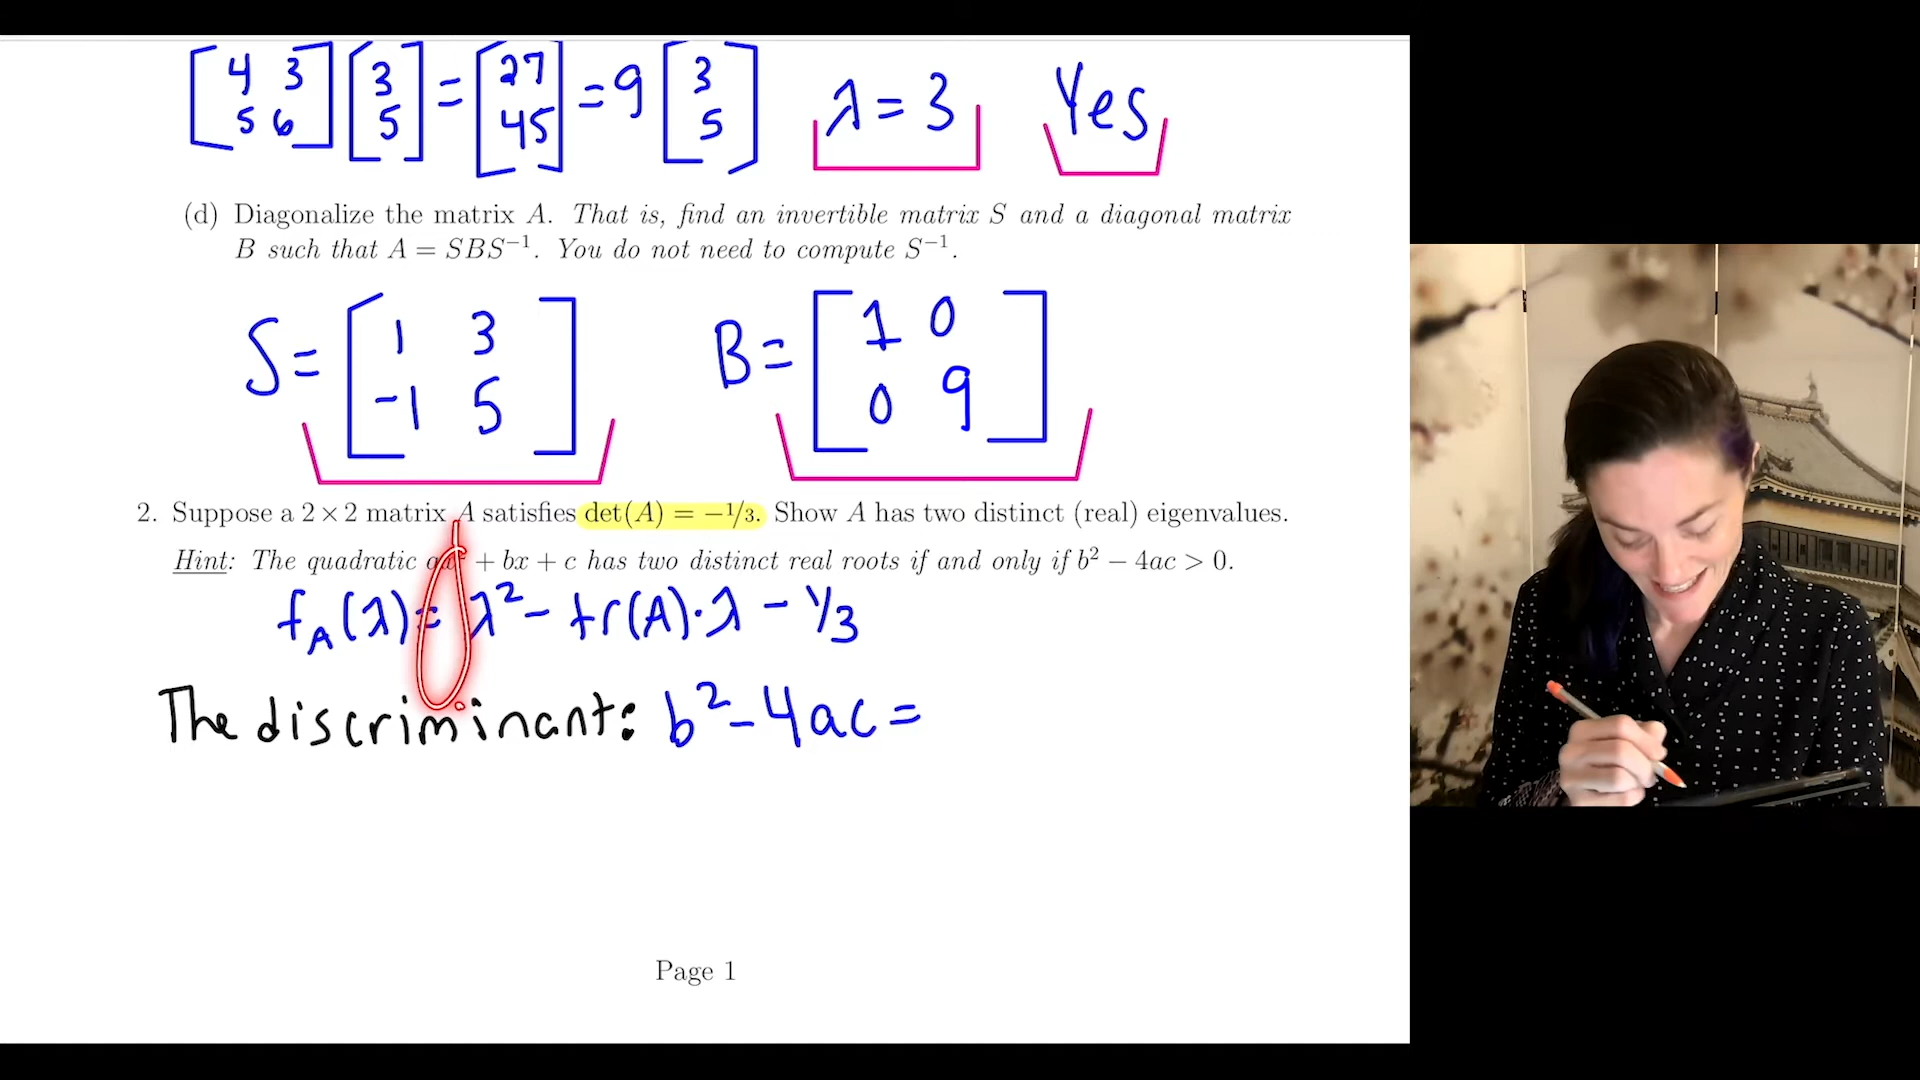 [4 3 5 6] [3 5] = [27 45] = 9 [3 5] λ = 3 Yes
(d) Diagonalize the matrix A. That is, find an invertible matrix S and a diagonal matrix
B such that A = SBS⁻¹. You do not need to compute S⁻¹.
S = [1 3 -1 5] B = [1 0 0 9]
2. Suppose a 2 × 2 matrix A satisfies det(A) = −1/3. Show A has two distinct (real) eigenvalues.
Hint: The quadratic ax² + bx + c has two distinct real roots if and only if b² − 4ac > 0.
f_A(λ) = λ² − tr(A)·λ − 1/3
The discriminant: b² − 4ac =
Page 1